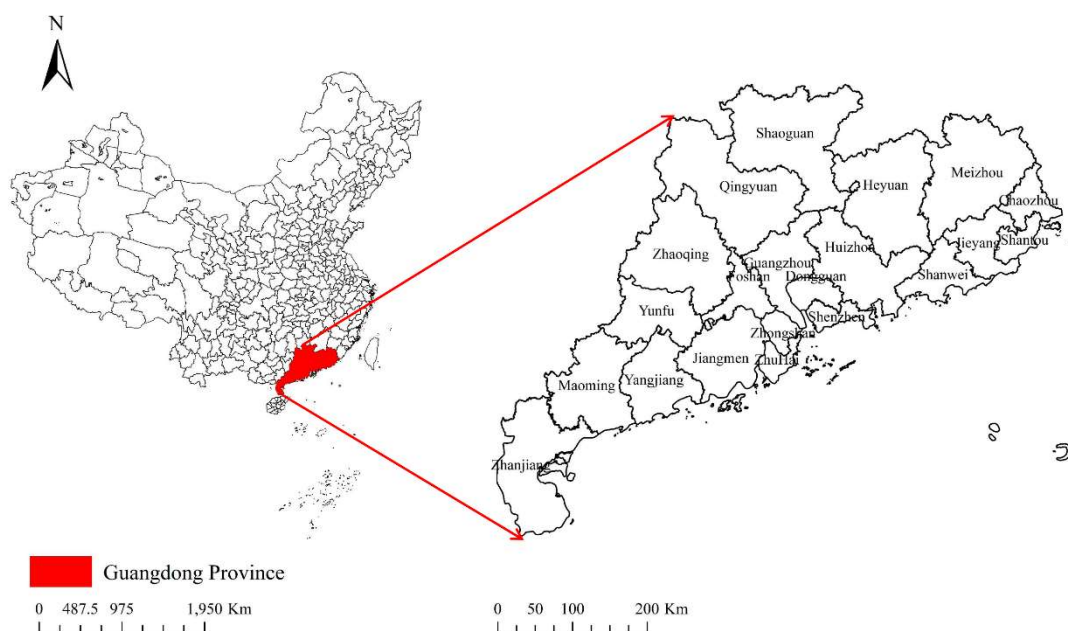 N
Shaoguan
Meizhou
Heyuan
Qingyuan
Chaozhou
Huizhou
Jieyang
Shantou
Zhaoqing
Guangzhou
Foshan
Dongguan
Shanwei
Yunfu
Shenzhen
Zhongshan
Jiangmen
ZhuHai
Maoming
Yangjiang
Zhanjiang
Guangdong Province
0 487.5 975 1,950 Km
0 50 100 200 Km